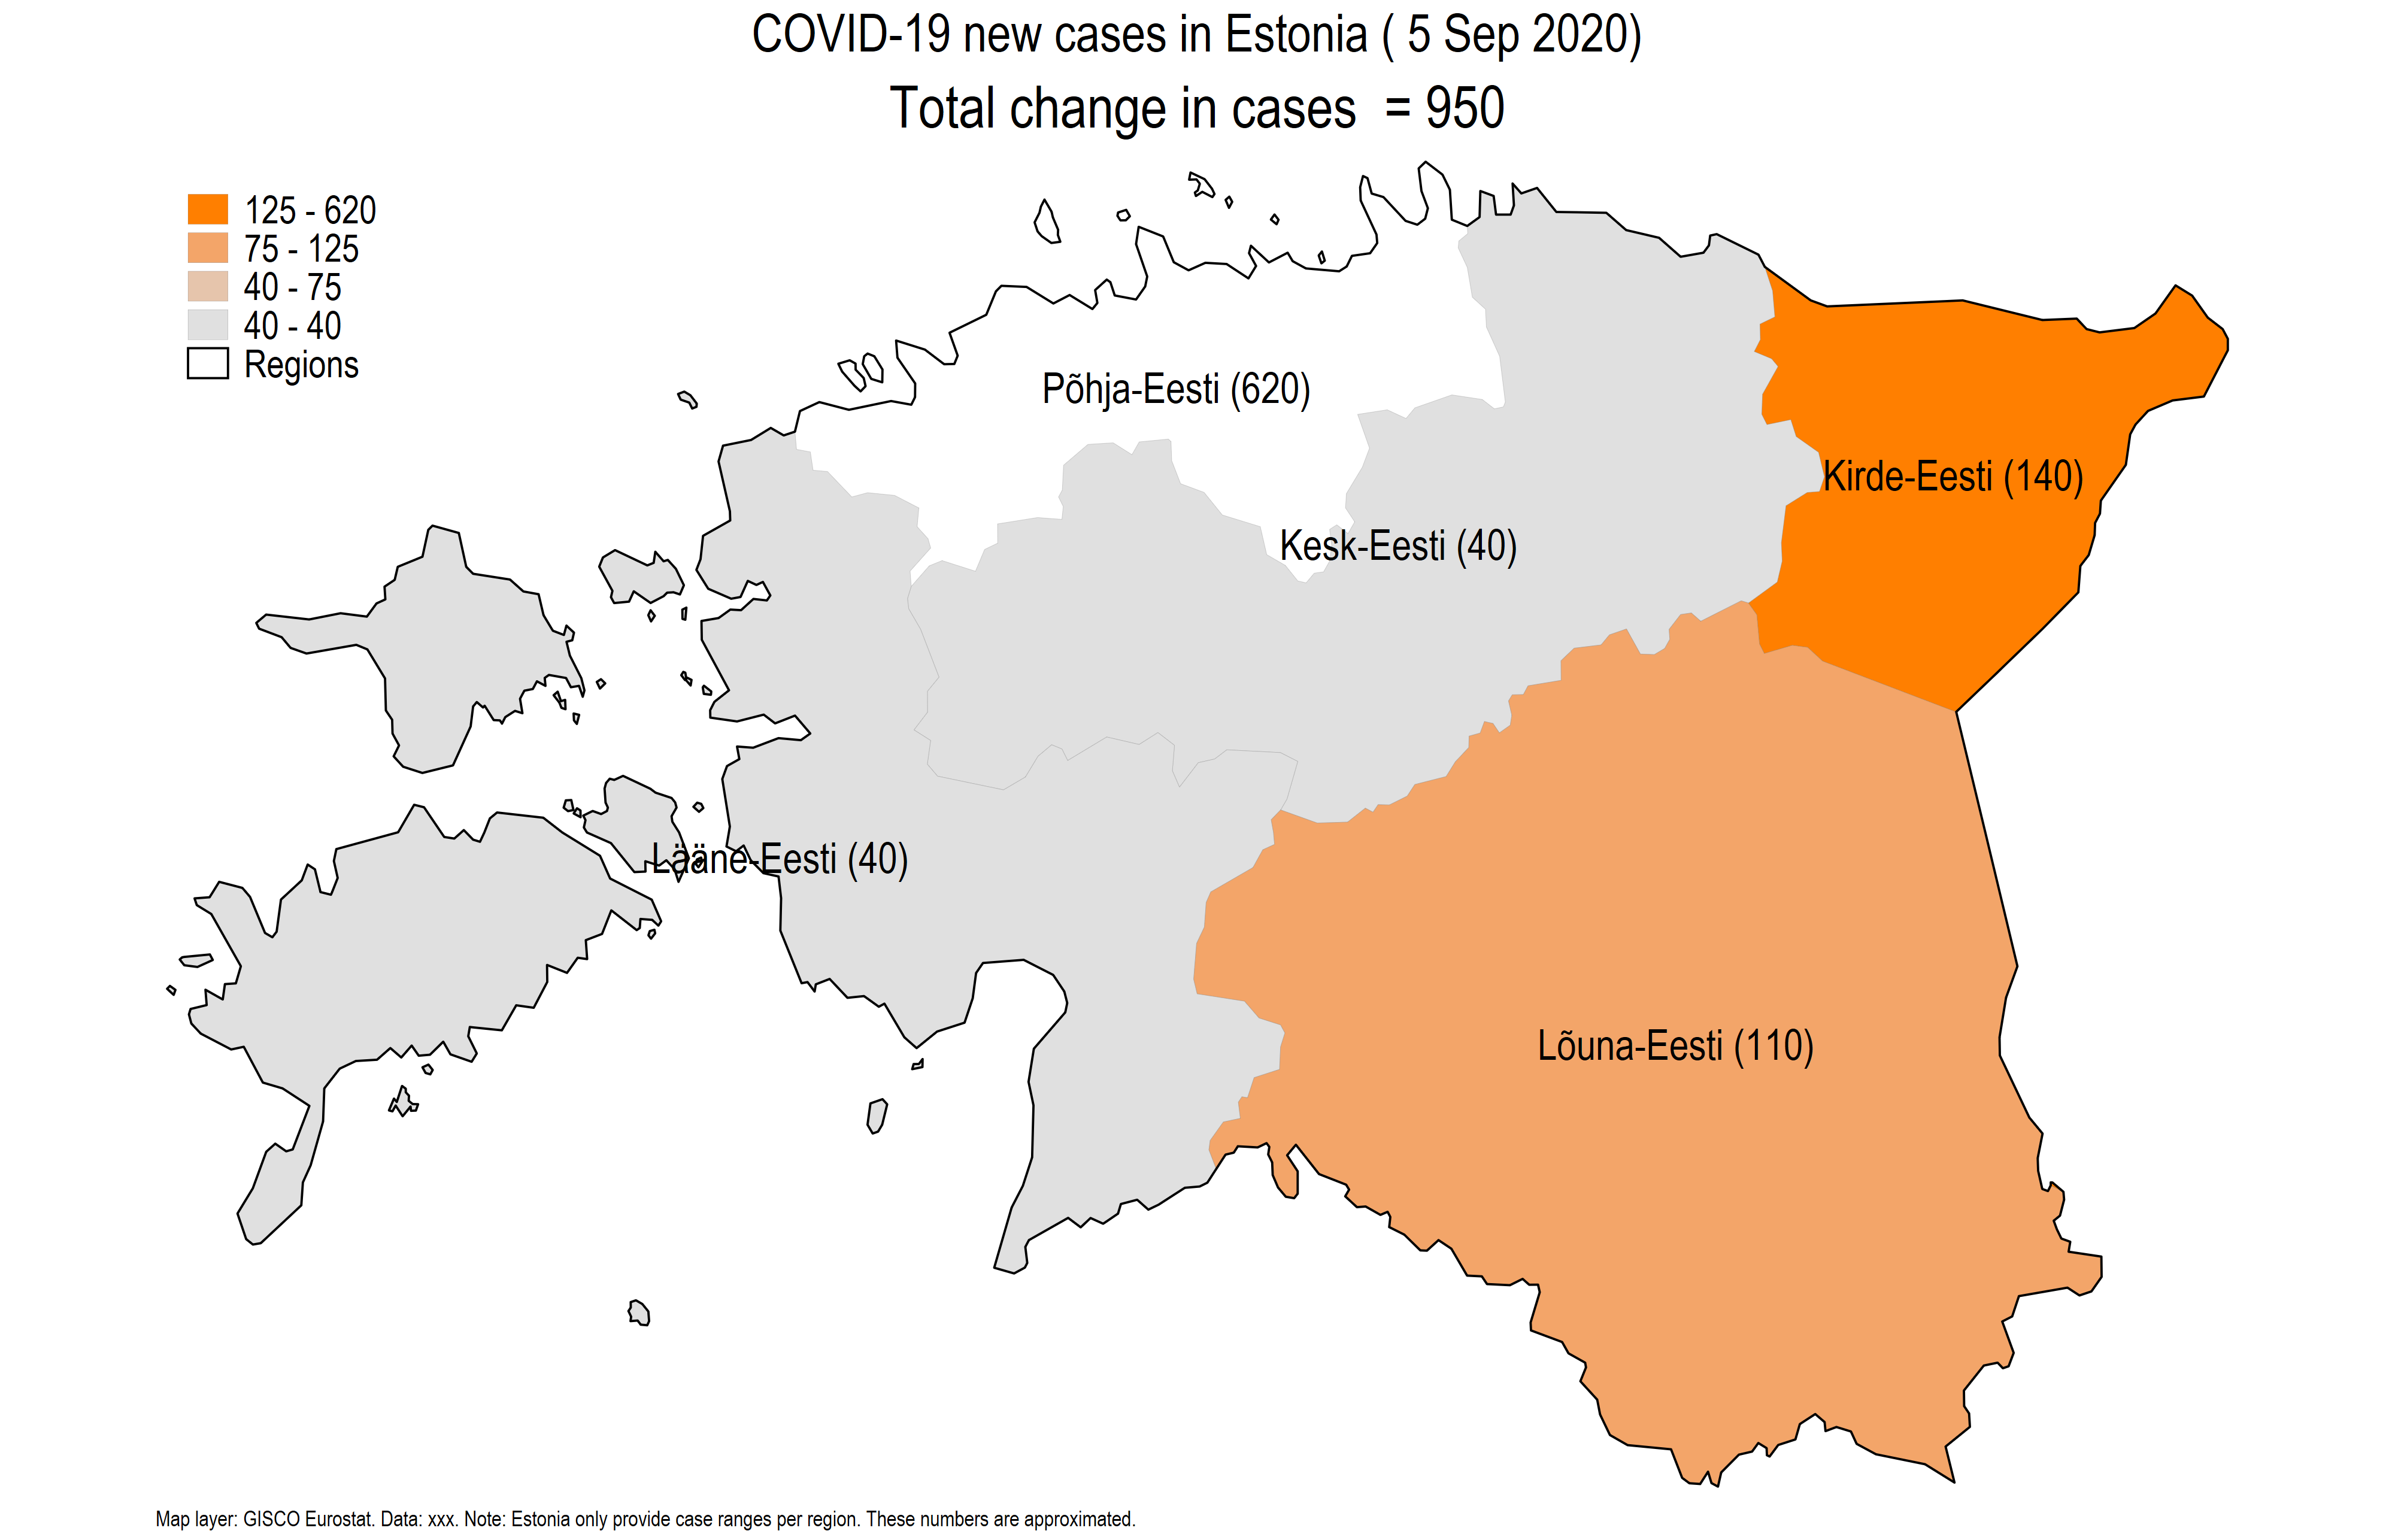 COVID-19 new cases in Estonia ( 5 Sep 2020)
Total change in cases  = 950
125 - 620
75 - 125
40 - 75
40 - 40
Regions
Põhja-Eesti (620)
Kirde-Eesti (140)
Kesk-Eesti (40)
Lääne-Eesti (40)
Lõuna-Eesti (110)
Map layer: GISCO Eurostat. Data: xxx. Note: Estonia only provide case ranges per region. These numbers are approximated.